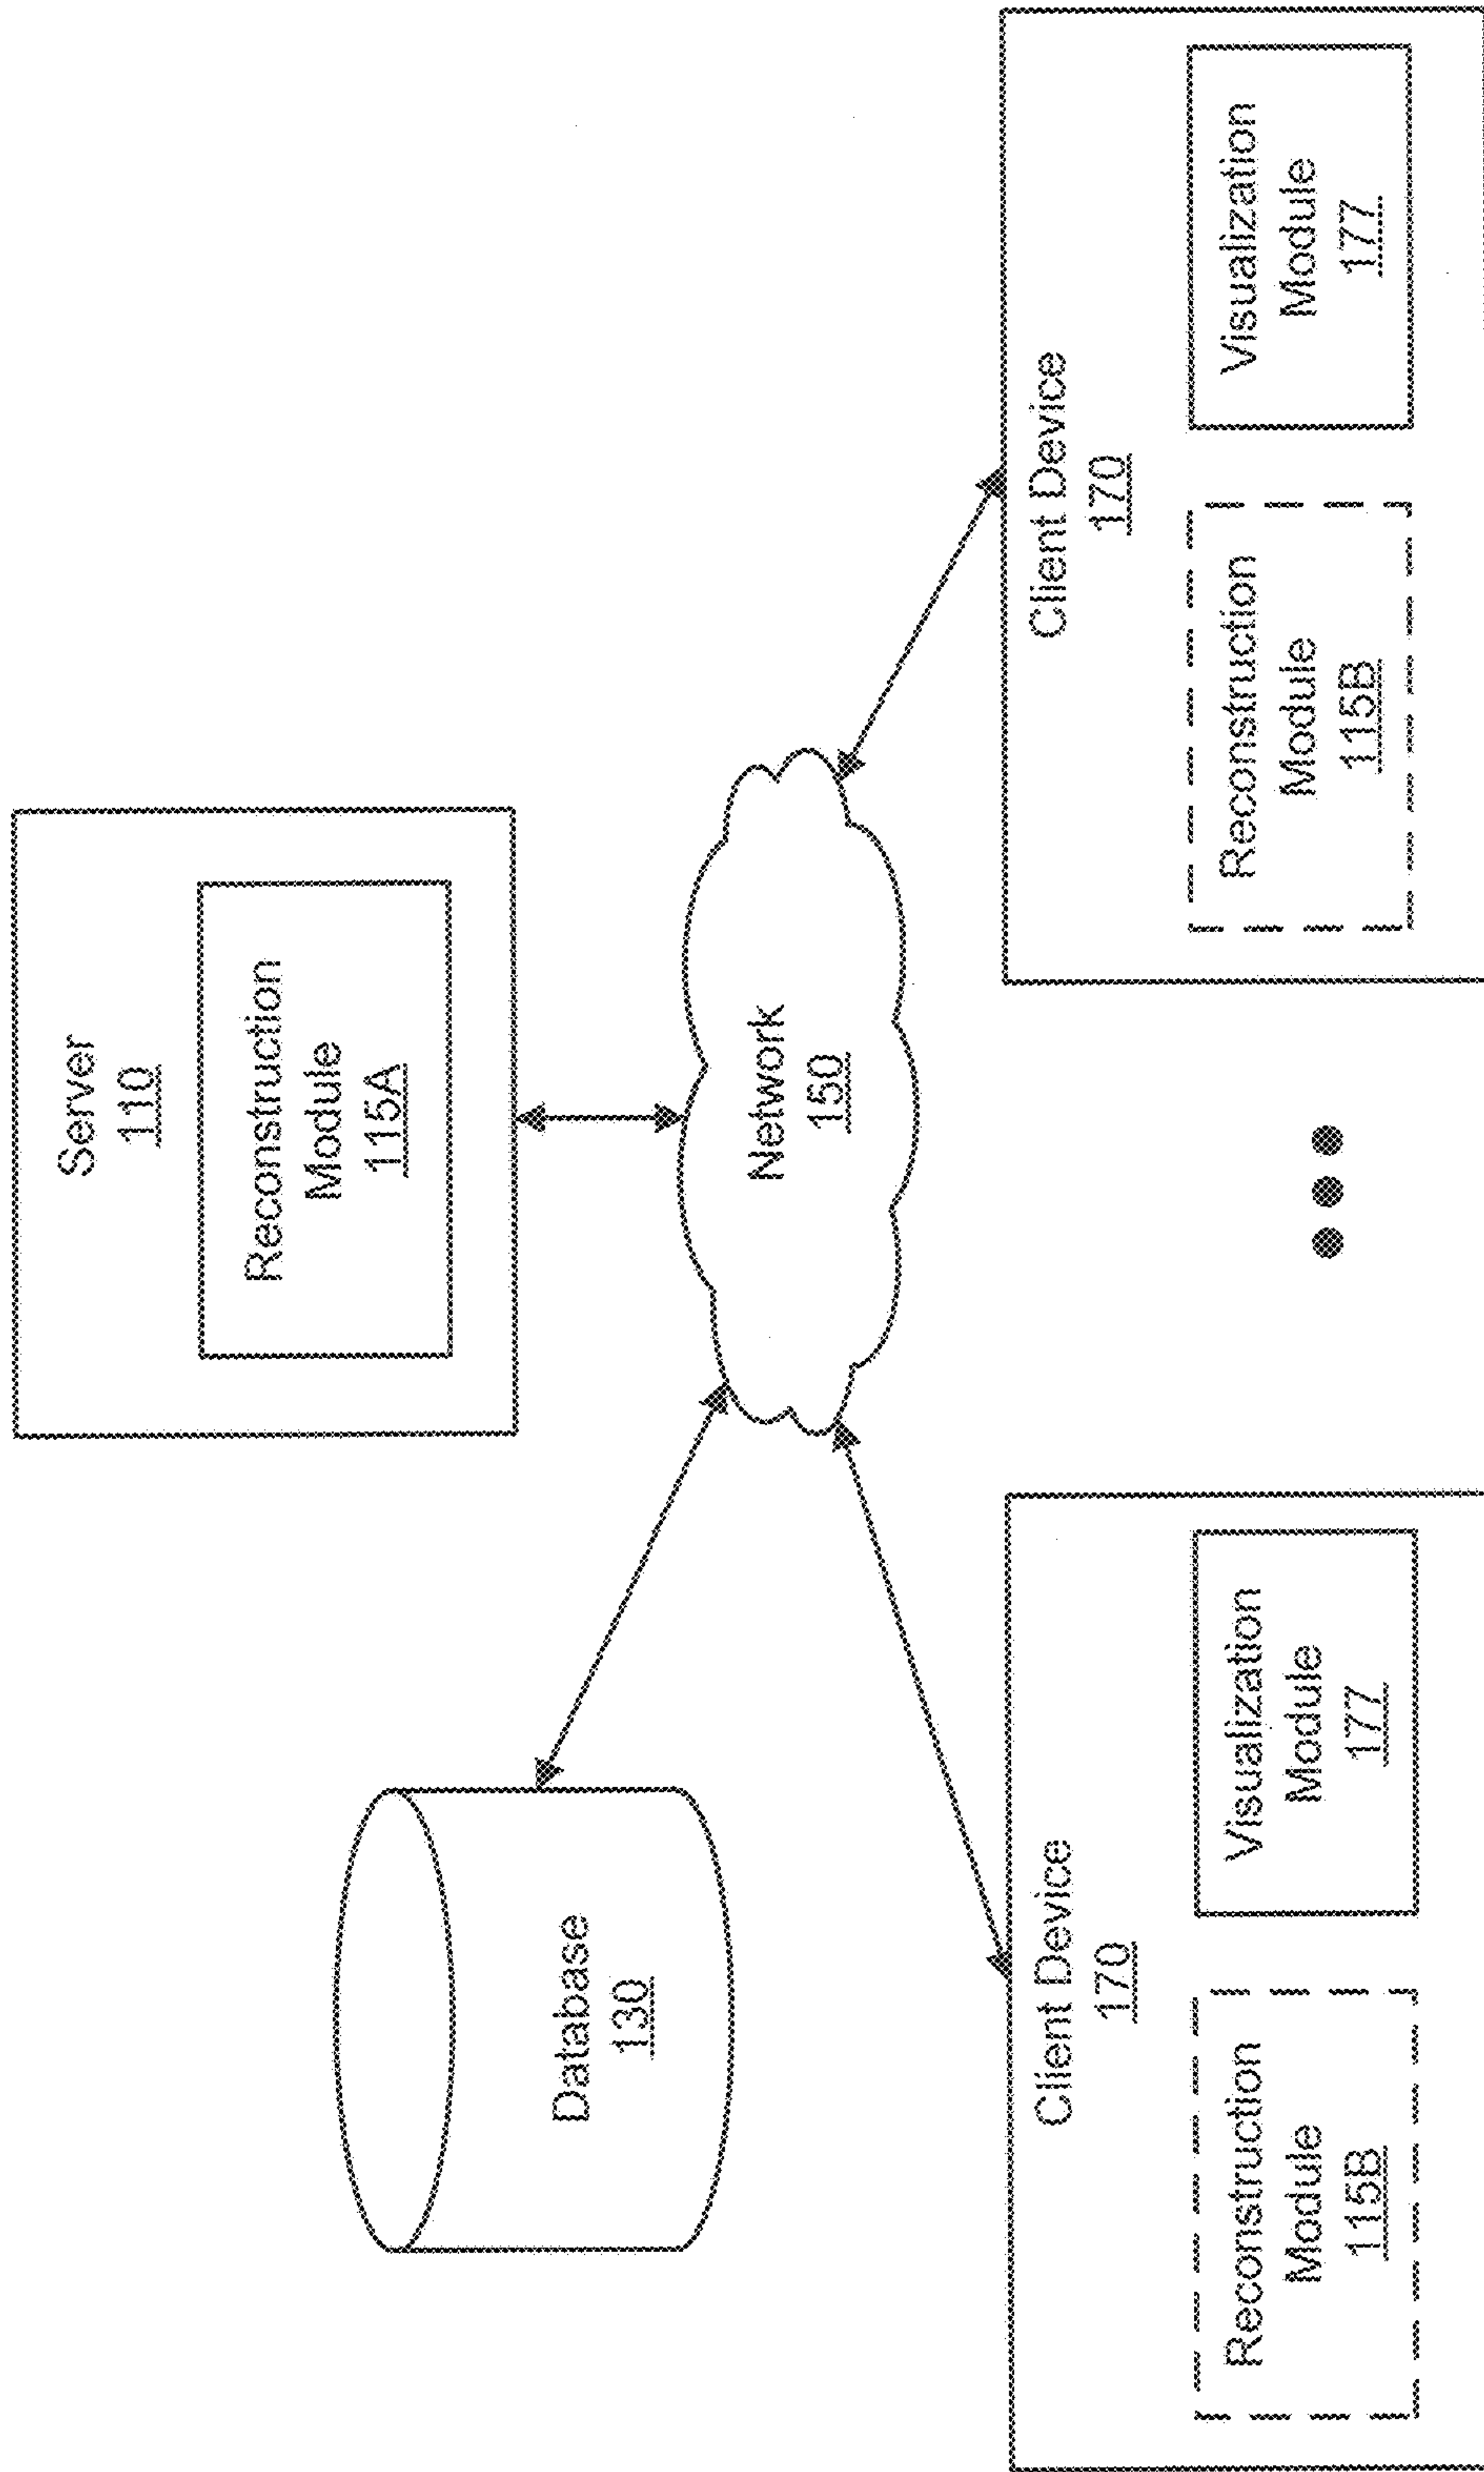 Server
110
Reconstruction
Module
115A
Database
130
Network
150
Client Device
170
Reconstruction
Module
115B
Visualization
Module
177
Client Device
170
Reconstruction
Module
115B
Visualization
Module
177